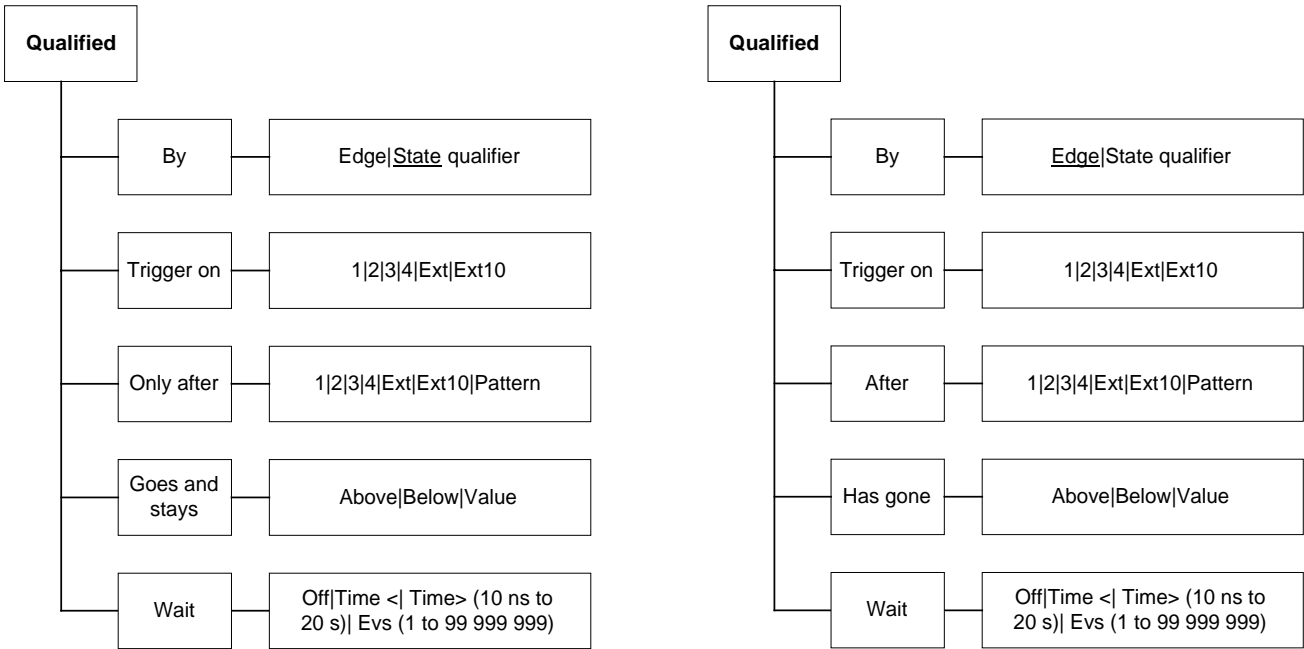 Qualified
By
Edge|State qualifier
Trigger on
1|2|3|4|Ext|Ext10
Only after
1|2|3|4|Ext|Ext10|Pattern
Goes and
stays
Above|Below|Value
Wait
Off|Time <| Time> (10 ns to
20 s)| Evs (1 to 99 999 999)
Qualified
By
Edge|State qualifier
Trigger on
1|2|3|4|Ext|Ext10
After
1|2|3|4|Ext|Ext10|Pattern
Has gone
Above|Below|Value
Wait
Off|Time <| Time> (10 ns to
20 s)| Evs (1 to 99 999 999)